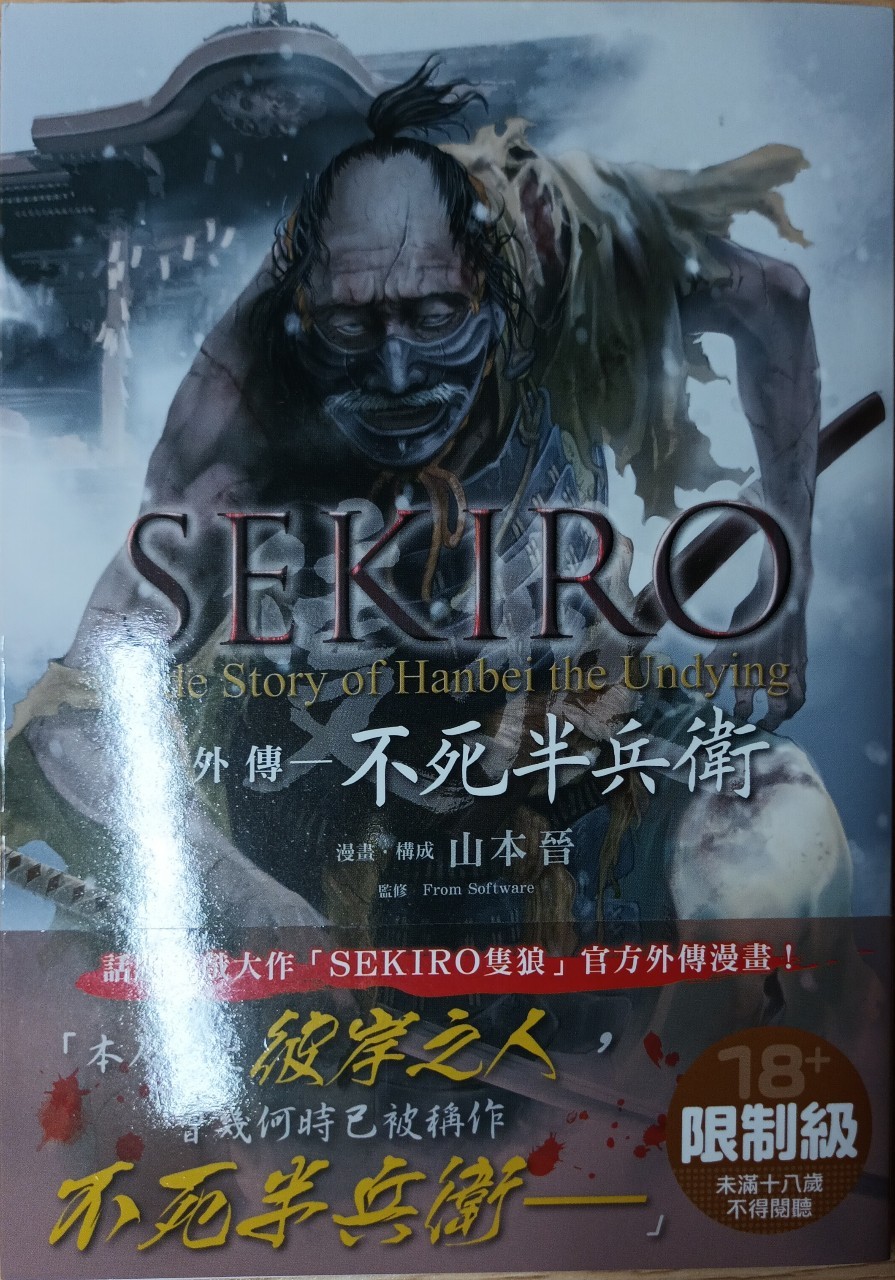 SEKIRO
Story of Hanbei the Undying
外傳—不死半兵衛
漫畫・構成 山本晉
監修 From Software
大作「SEKIRO隻狼」官方外傳漫畫！
「本 彼岸之人，
幾何時已被稱作
不死半兵衛——」
18+
限制級
未滿十八歲
不得閱聽